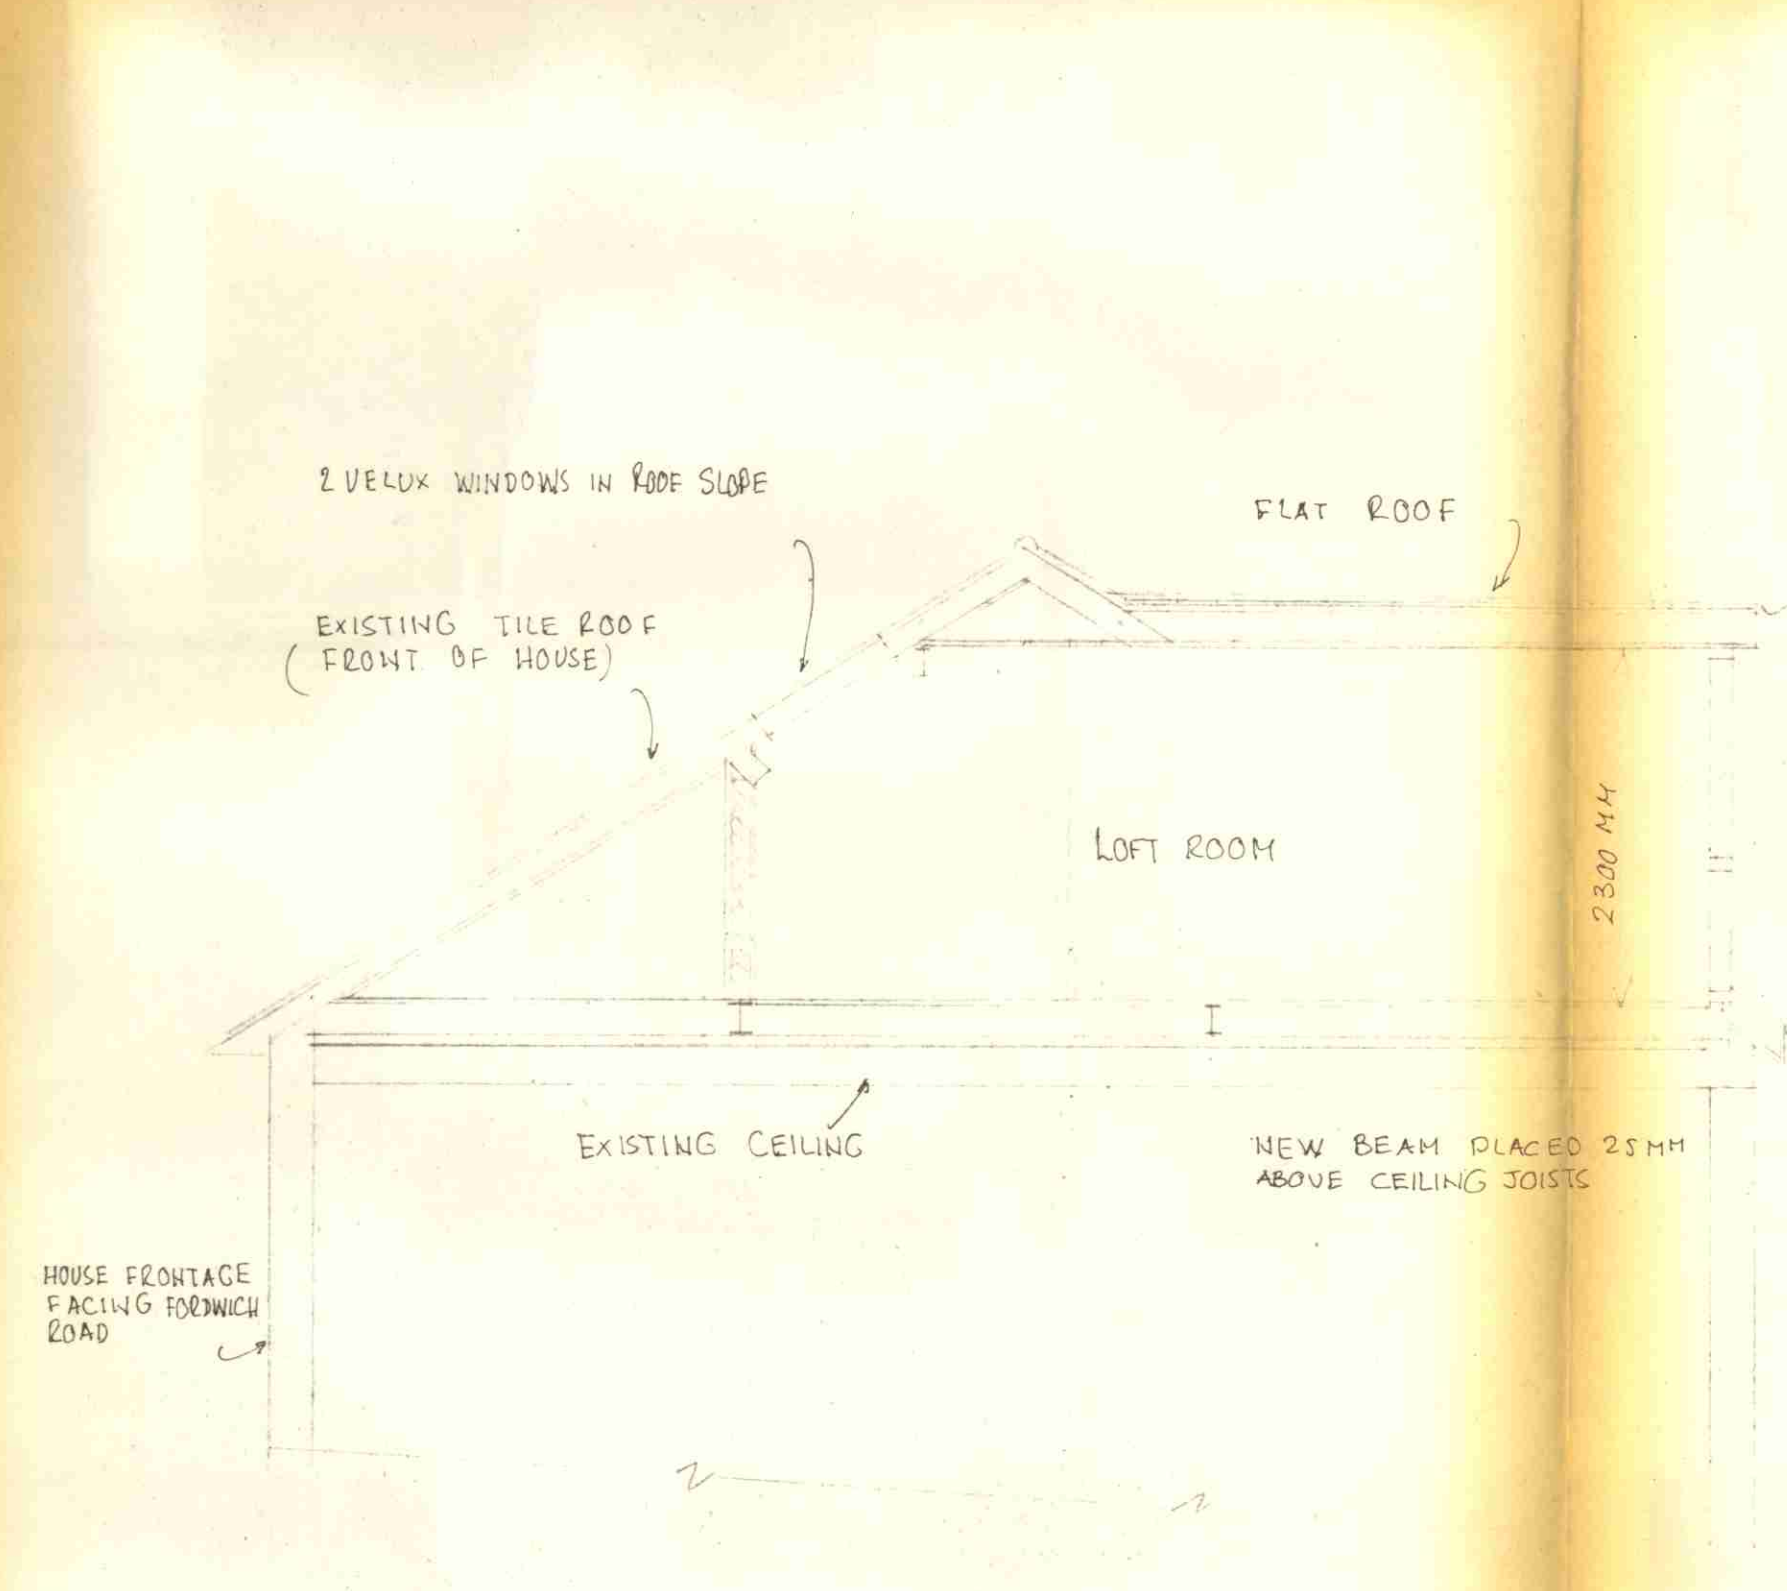 2 VELUX WINDOWS IN ROOF SLOPE
FLAT ROOF
EXISTING TILE ROOF
(FRONT OF HOUSE)
LOFT ROOM
2300 MM
EXISTING CEILING
NEW BEAM PLACED 25MM
ABOVE CEILING JOISTS
HOUSE FRONTAGE
FACING FORDWICH
ROAD